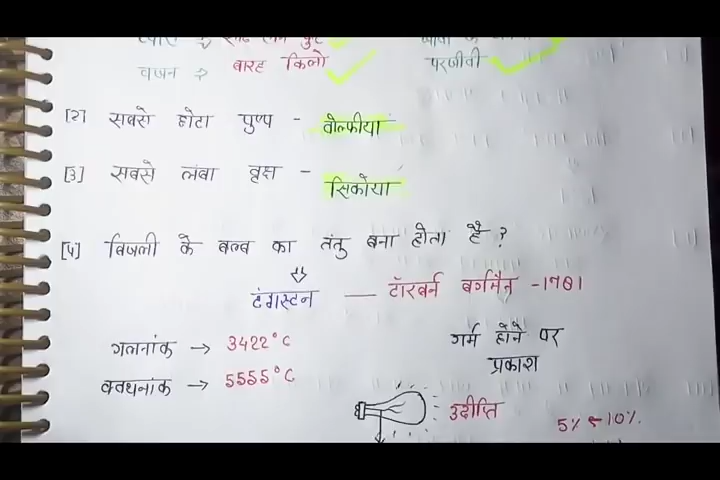 वजन → बारह किलो
परजीवी
[2] सबसे छोटा पुष्प - वोल्फीया
[3] सबसे लंबा वृक्ष - सिकोया
[4] बिजली के बल्ब का तंतु बना होता है ?
टंगस्टन — टॉरबर्न बर्गमैन - 1781
गलनांक → 3422°C
गर्म होने पर
प्रकाश
क्वथनांक → 5555°C
उदीप्ति
5% 10%